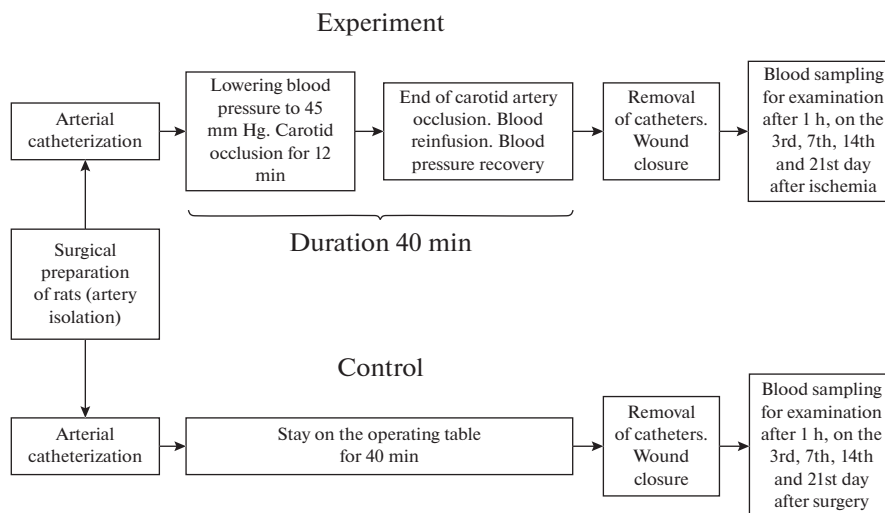 Experiment
Arterial
catheterization
Lowering blood
pressure to 45
mm Hg. Carotid
occlusion for 12
min
End of carotid artery
occlusion. Blood
reinfusion. Blood
pressure recovery
Removal
of catheters.
Wound
closure
Blood sampling
for examination
after 1 h, on the
3rd, 7th, 14th
and 21st day
after ischemia
Duration 40 min
Surgical
preparation
of rats (artery
isolation)
Control
Arterial
catheterization
Stay on the operating table
for 40 min
Removal
of catheters.
Wound
closure
Blood sampling
for examination
after 1 h, on the
3rd, 7th, 14th
and 21st day
after surgery